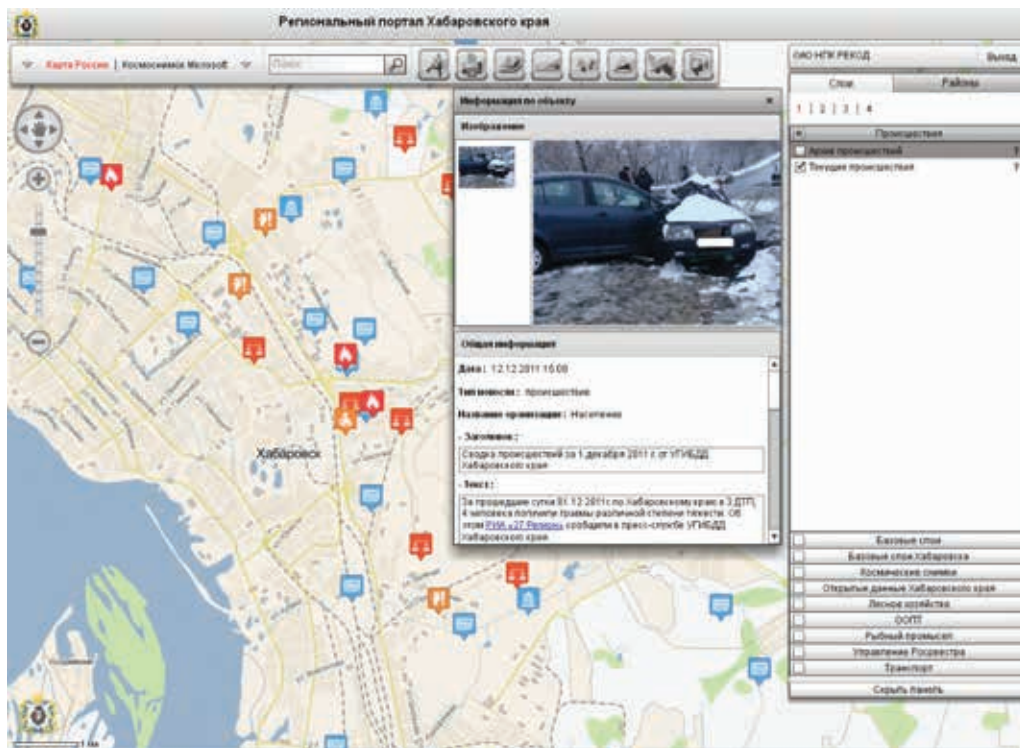 Региональный портал Хабаровского края
Карта России | Космоснимок Microsoft
Поиск
ОАО НПК РЕКОД
Выход
Слои
Районы
1 | 2 | 3 | 4
Происшествия
Архив происшествий ?
Текущие происшествия ?
Информация по объекту
Изображение
Общая информация
Дата: 12.12.2011 15:08
Тип новости: Происшествие
Название организации: Население
- Заголовок:
Сводка происшествий за 1 декабря 2011 г. от УГИБДД
Хабаровского края
- Текст:
За прошедшие сутки 01.12.2011г по Хабаровскому краю в 3 ДТП,
4 человека получили травмы различной степени тяжести. Об
этом РИА «27 Регион» сообщили в пресс-службе УГИБДД
Хабаровского края
Хабаровск
Базовые слои
Базовые слои Хабаровска
Космические снимки
Открытые данные Хабаровского края
Лесное хозяйство
ООПТ
Рыбный промысел
Управление Росреестра
Транспорт
Скрыть панель
1 км